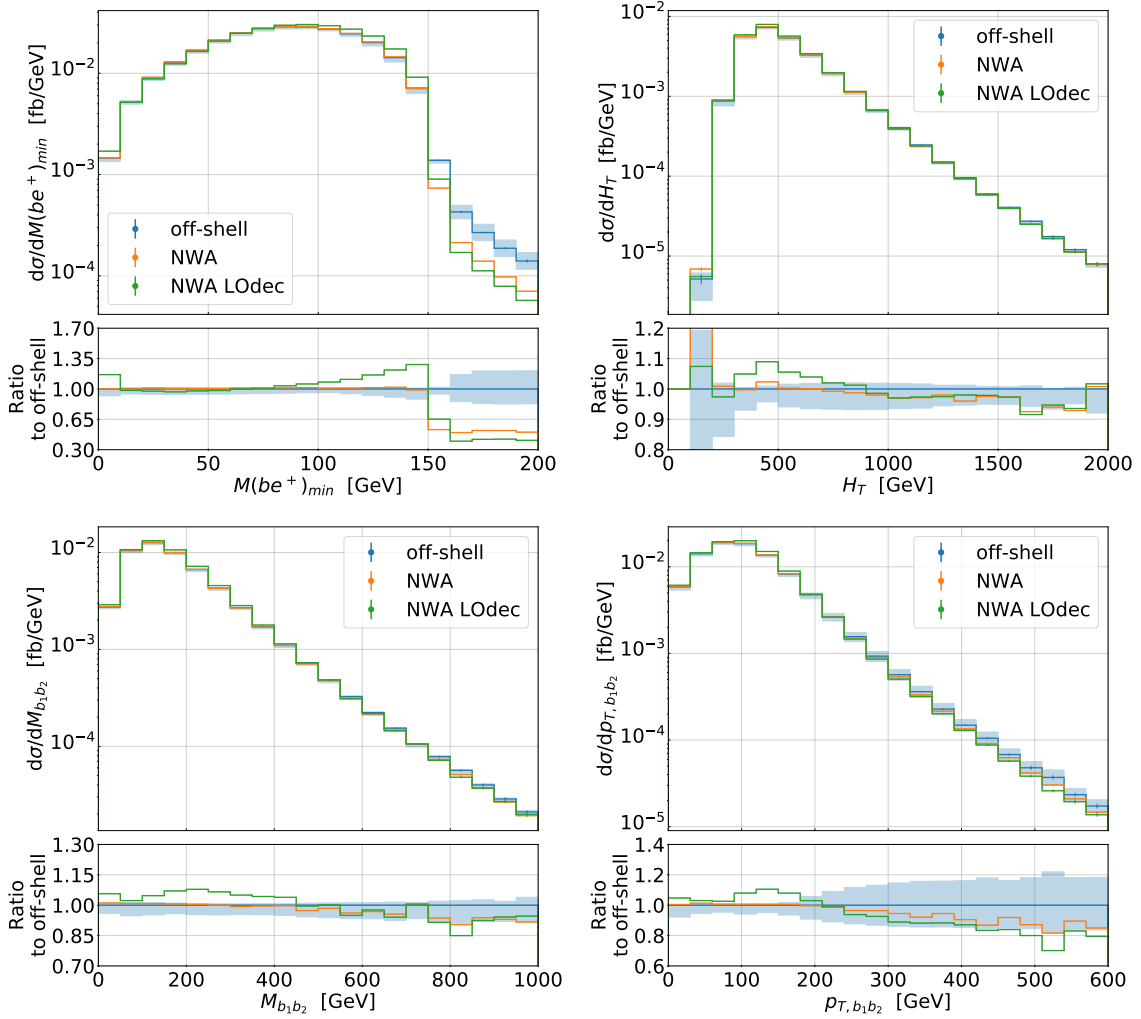 dσ/dM(be⁺)ₘᵢₙ [fb/GeV]
10⁻²
10⁻³
10⁻⁴
off-shell
NWA
NWA LOdec
Ratio
to off-shell
1.70
1.35
1.00
0.65
0.30
0 50 100 150 200
M(be⁺)ₘᵢₙ [GeV]
dσ/dH_T [fb/GeV]
10⁻²
10⁻³
10⁻⁴
10⁻⁵
off-shell
NWA
NWA LOdec
Ratio
to off-shell
1.2
1.1
1.0
0.9
0.8
0 500 1000 1500 2000
H_T [GeV]
dσ/dM_{b₁b₂} [fb/GeV]
10⁻²
10⁻³
10⁻⁴
off-shell
NWA
NWA LOdec
Ratio
to off-shell
1.30
1.15
1.00
0.85
0.70
0 200 400 600 800 1000
M_{b₁b₂} [GeV]
dσ/dp_{T,b₁b₂} [fb/GeV]
10⁻²
10⁻³
10⁻⁴
10⁻⁵
off-shell
NWA
NWA LOdec
Ratio
to off-shell
1.4
1.2
1.0
0.8
0.6
0 100 200 300 400 500 600
p_{T,b₁b₂} [GeV]